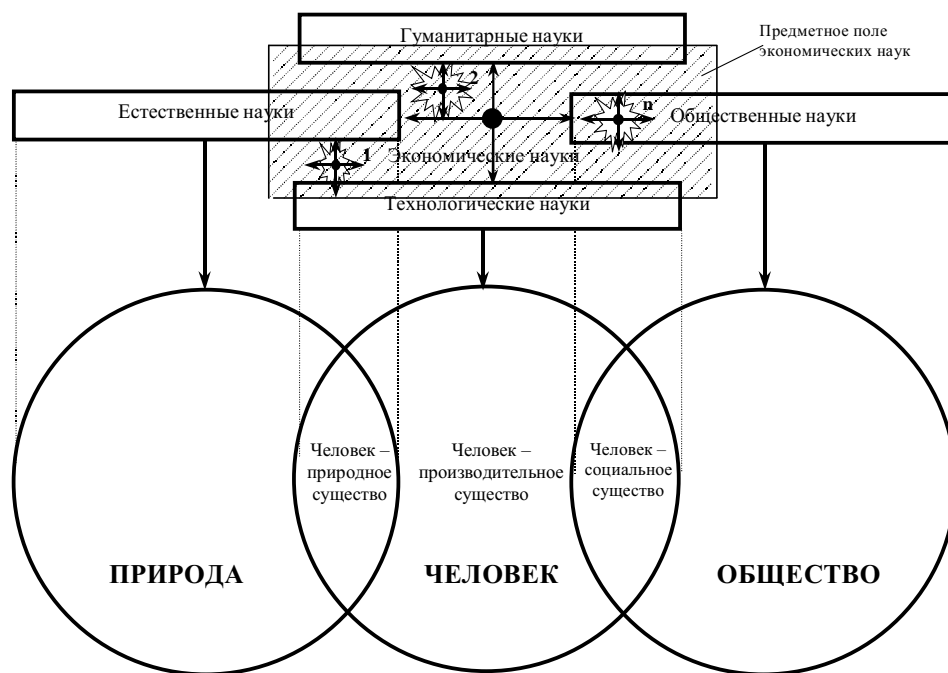 Гуманитарные науки
Предметное поле
экономических наук
2
Естественные науки
n
Общественные науки
1
Экономические науки
Технологические науки
Человек –
природное
существо
Человек –
производительное
существо
Человек –
социальное
существо
ПРИРОДА
ЧЕЛОВЕК
ОБЩЕСТВО